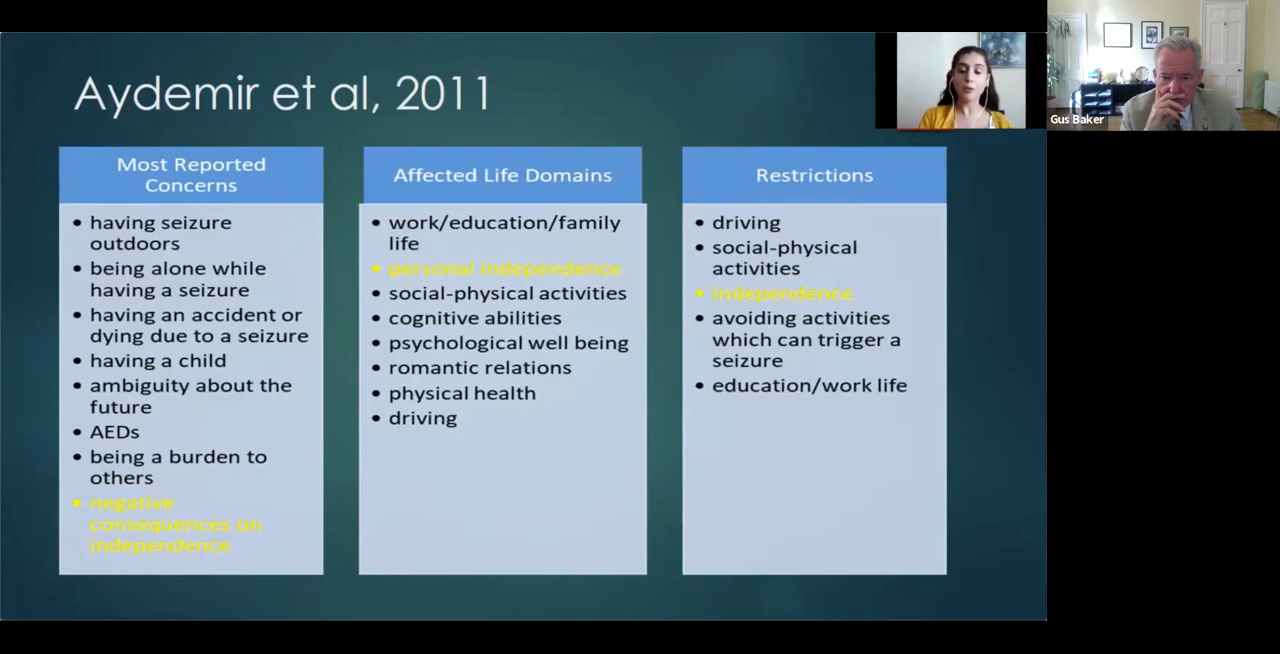 Aydemir et al, 2011
Most Reported
Concerns
• having seizure
outdoors
• being alone while
having a seizure
• having an accident or
dying due to a seizure
• having a child
• ambiguity about the
future
• AEDs
• being a burden to
others
• negative
consequences on
independence
Affected Life Domains
• work/education/family
life
• personal independence
• social-physical activities
• cognitive abilities
• psychological well being
• romantic relations
• physical health
• driving
Restrictions
• driving
• social-physical
activities
• independence
• avoiding activities
which can trigger a
seizure
• education/work life
Gus Baker